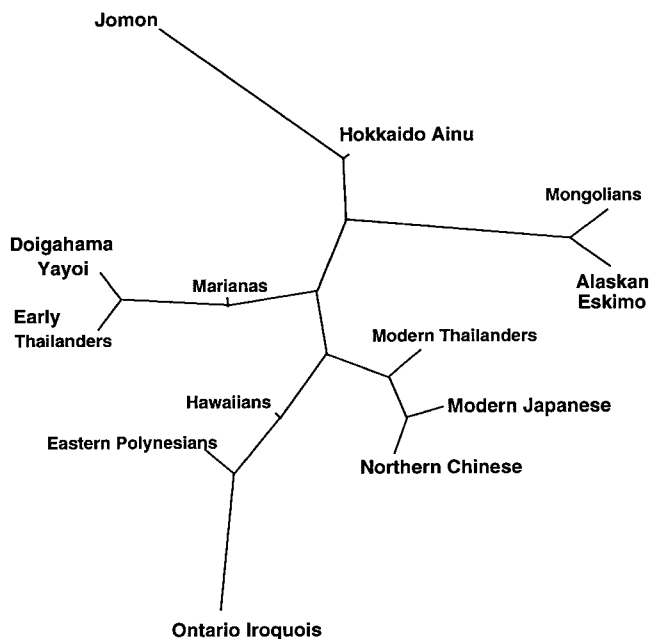 Jomon
Hokkaido Ainu
Mongolians
Doigahama
Yayoi
Alaskan
Eskimo
Marianas
Early
Thailanders
Modern Thailanders
Hawaiians
Modern Japanese
Eastern Polynesians
Northern Chinese
Ontario Iroquois